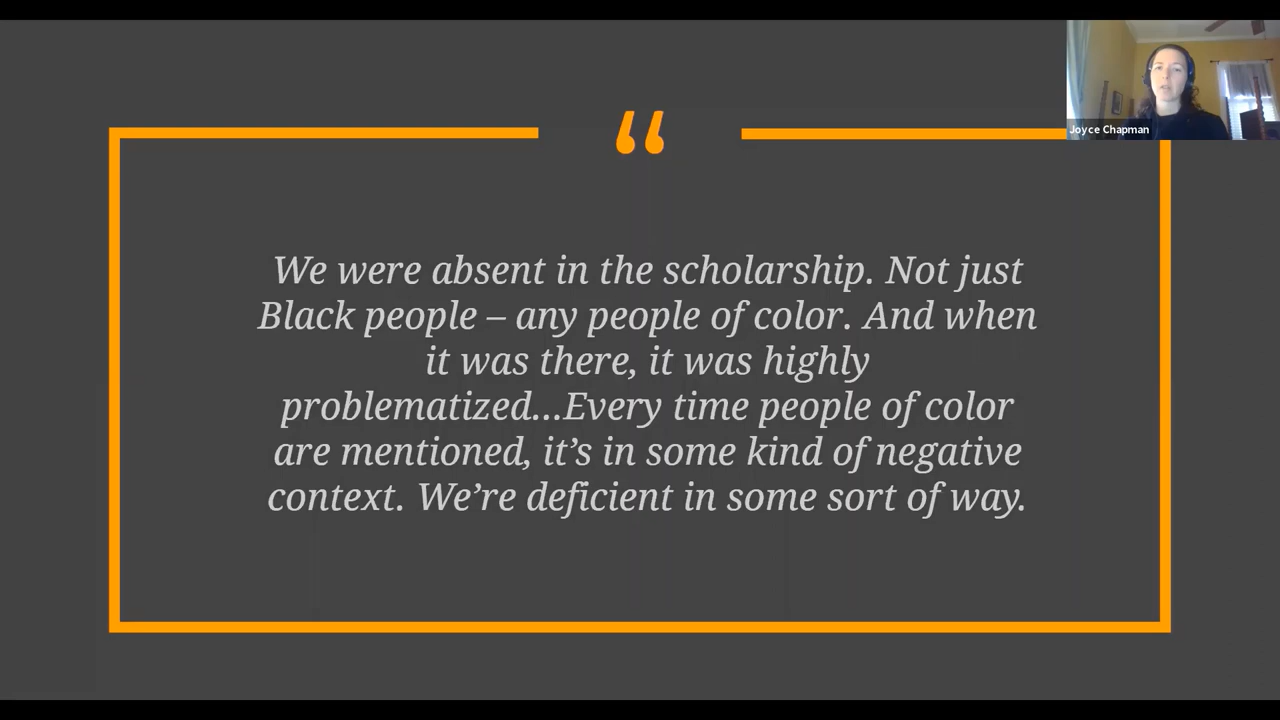 “
Joyce Chapman
We were absent in the scholarship. Not just
Black people – any people of color. And when
it was there, it was highly
problematized...Every time people of color
are mentioned, it’s in some kind of negative
context. We’re deficient in some sort of way.